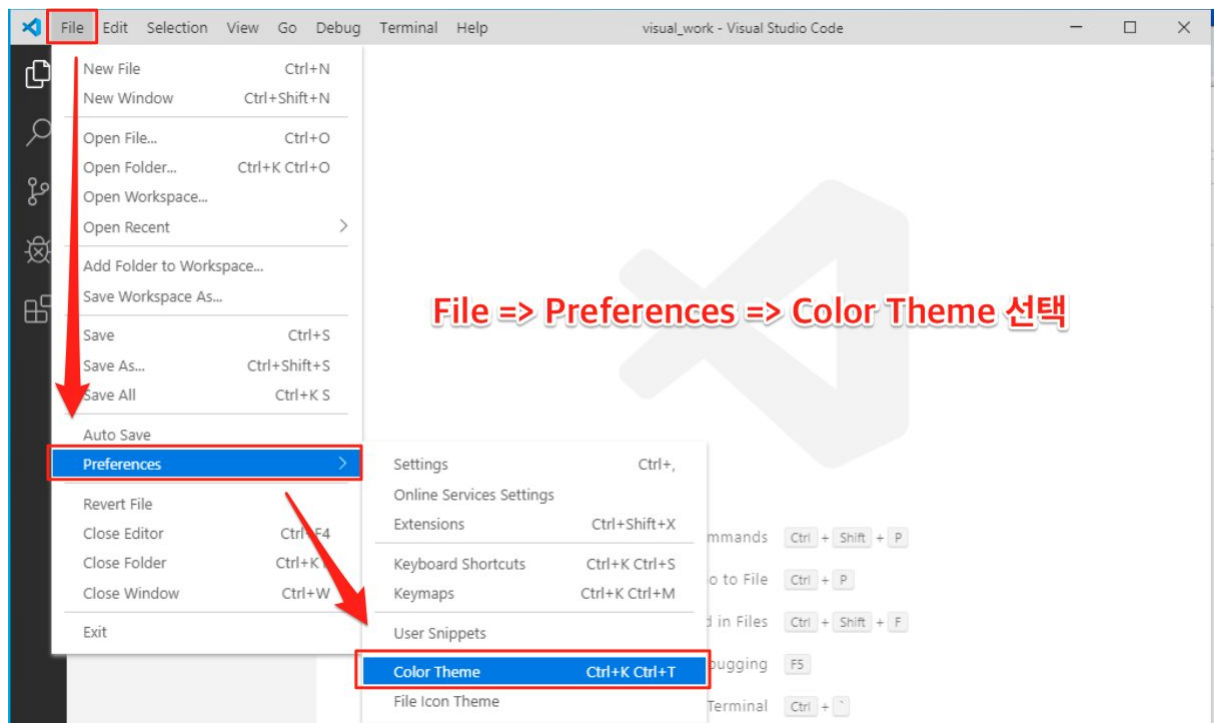 File Edit Selection View Go Debug Terminal Help visual_work - Visual Studio Code
New File Ctrl+N
New Window Ctrl+Shift+N
Open File... Ctrl+O
Open Folder... Ctrl+K Ctrl+O
Open Workspace...
Open Recent
Add Folder to Workspace...
Save Workspace As...
File => Preferences => Color Theme 선택
Save Ctrl+S
Save As... Ctrl+Shift+S
Save All Ctrl+K S
Auto Save
Preferences
Revert File
Close Editor Ctrl+F4
Close Folder Ctrl+K
Close Window Ctrl+W
Exit
Settings Ctrl+,
Online Services Settings
Extensions Ctrl+Shift+X
Keyboard Shortcuts Ctrl+K Ctrl+S
Keymaps Ctrl+K Ctrl+M
User Snippets
Color Theme Ctrl+K Ctrl+T
File Icon Theme
mmands Ctrl + Shift + P
o to File Ctrl + P
d in Files Ctrl + Shift + F
bugging F5
Terminal Ctrl + `